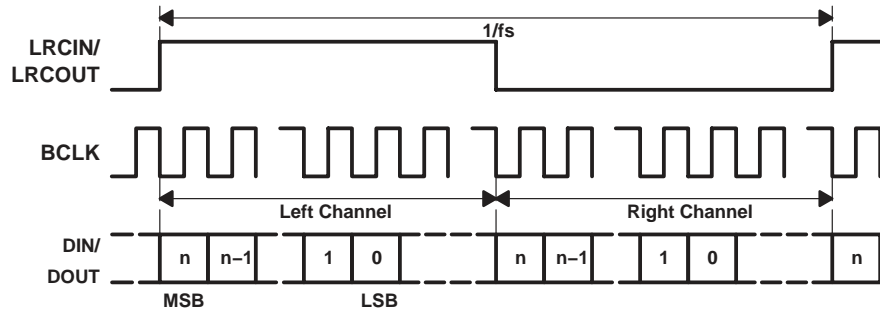 1/fs
LRCIN/
LRCOUT
BCLK
Left Channel
Right Channel
DIN/
DOUT
n n−1 1 0 n n−1 1 0 n
MSB LSB